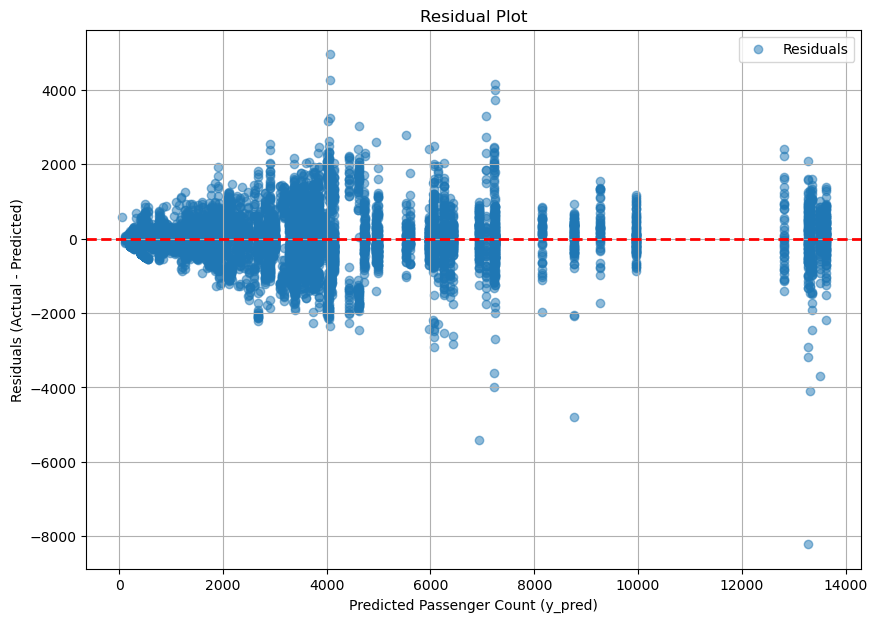 Residual Plot
Residuals
Residuals (Actual - Predicted)
4000
2000
0
−2000
−4000
−6000
−8000
0 2000 4000 6000 8000 10000 12000 14000
Predicted Passenger Count (y_pred)